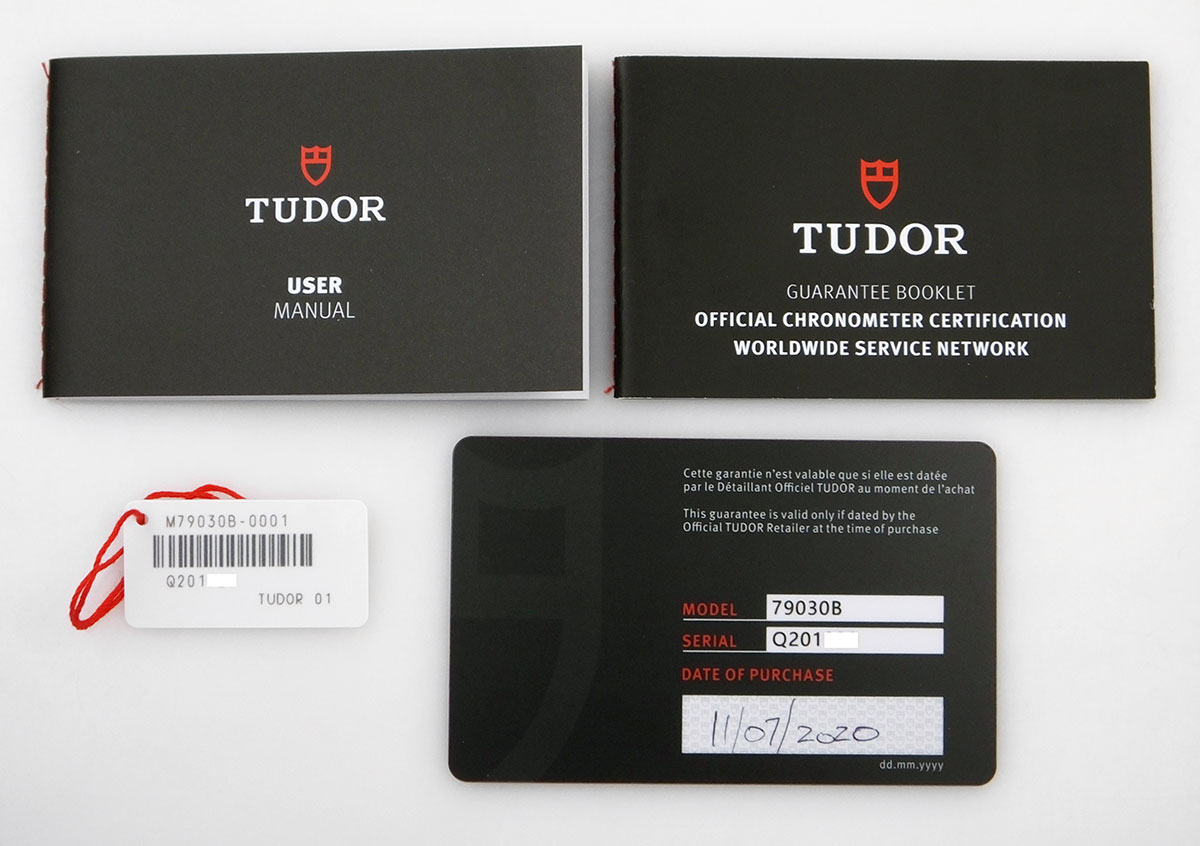 TUDOR
USER
MANUAL
TUDOR
GUARANTEE BOOKLET
OFFICIAL CHRONOMETER CERTIFICATION
WORLDWIDE SERVICE NETWORK
M79030B-0001
Q201
TUDOR 01
Cette garantie n'est valable que si elle est datée
par le Détaillant Officiel TUDOR au moment de l'achat
This guarantee is valid only if dated by the
Official TUDOR Retailer at the time of purchase
MODEL 79030B
SERIAL Q201
DATE OF PURCHASE
11/07/2020
dd.mm.yyyy